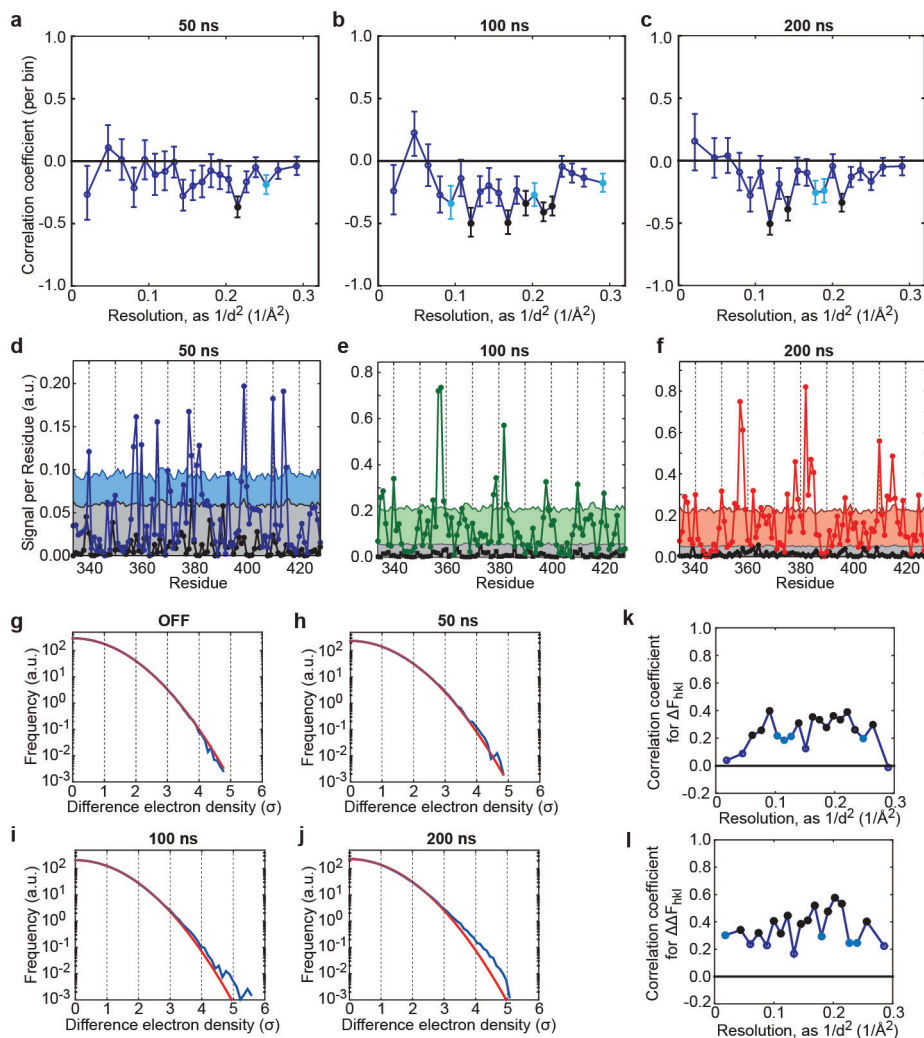 a
50 ns
b
100 ns
c
200 ns
Correlation coefficient (per bin)
1.0
0.5
0.0
-0.5
-1.0
0
0.1
0.2
0.3
Resolution, as 1/d² (1/Å²)
1.0
0.5
0.0
-0.5
-1.0
0
0.1
0.2
0.3
Resolution, as 1/d² (1/Å²)
1.0
0.5
0.0
-0.5
-1.0
0
0.1
0.2
0.3
Resolution, as 1/d² (1/Å²)
d
50 ns
e
100 ns
f
200 ns
Signal per Residue (a.u.)
0.20
0.15
0.10
0.05
0.00
340
360
380
400
420
Residue
0.8
0.6
0.4
0.2
0.0
340
360
380
400
420
Residue
0.8
0.6
0.4
0.2
0.0
340
360
380
400
420
Residue
g
OFF
h
50 ns
Frequency (a.u.)
10²
10¹
10⁰
10⁻¹
10⁻²
10⁻³
0
1
2
3
4
5
6
Difference electron density (σ)
Frequency (a.u.)
10²
10¹
10⁰
10⁻¹
10⁻²
10⁻³
0
1
2
3
4
5
6
Difference electron density (σ)
k
Correlation coefficient
for ΔFhkl
1.0
0.8
0.6
0.4
0.2
0.0
-0.2
0
0.1
0.2
0.3
Resolution, as 1/d² (1/Å²)
i
100 ns
j
200 ns
Frequency (a.u.)
10²
10¹
10⁰
10⁻¹
10⁻²
10⁻³
0
1
2
3
4
5
6
Difference electron density (σ)
Frequency (a.u.)
10²
10¹
10⁰
10⁻¹
10⁻²
10⁻³
0
1
2
3
4
5
6
Difference electron density (σ)
l
Correlation coefficient
for ΔΔFhkl
1.0
0.8
0.6
0.4
0.2
0.0
-0.2
0
0.1
0.2
0.3
Resolution, as 1/d² (1/Å²)